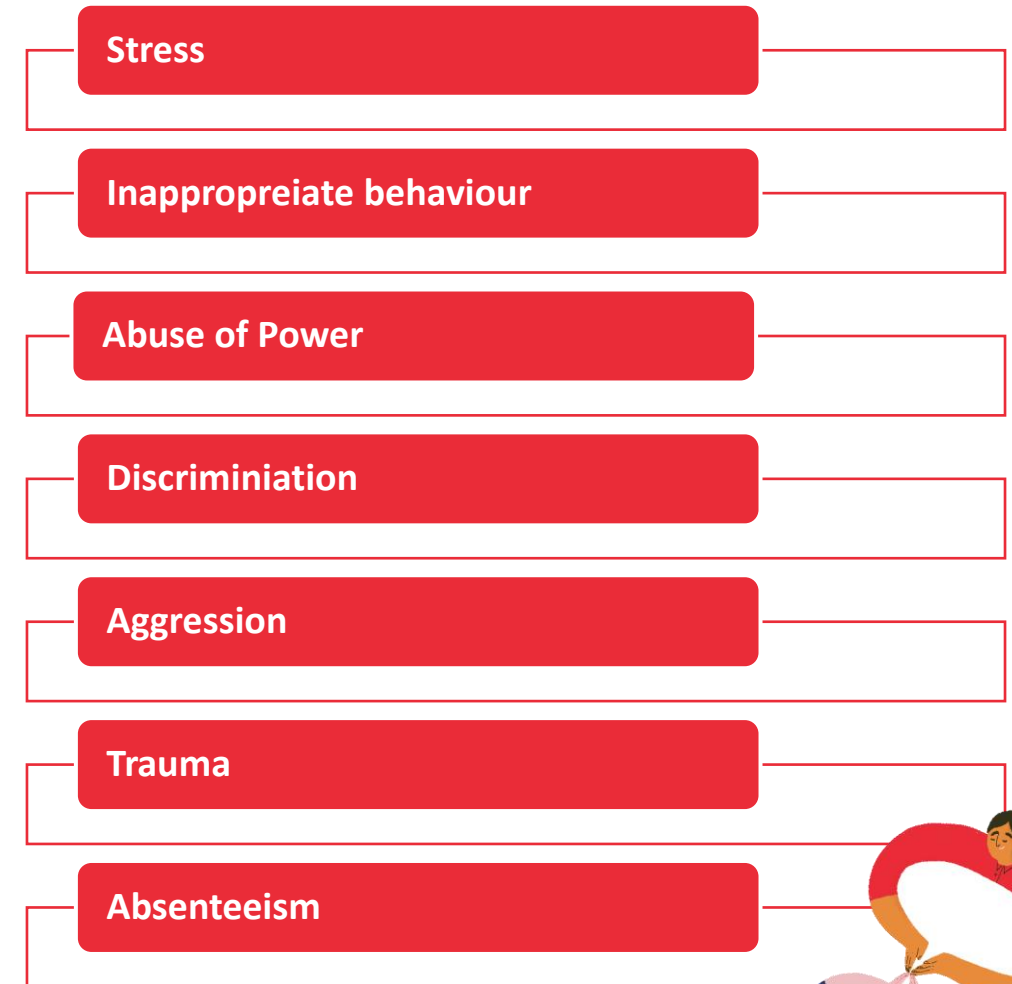 Stress
Inappropreiate behaviour
Abuse of Power
Discriminiation
Aggression
Trauma
Absenteeism